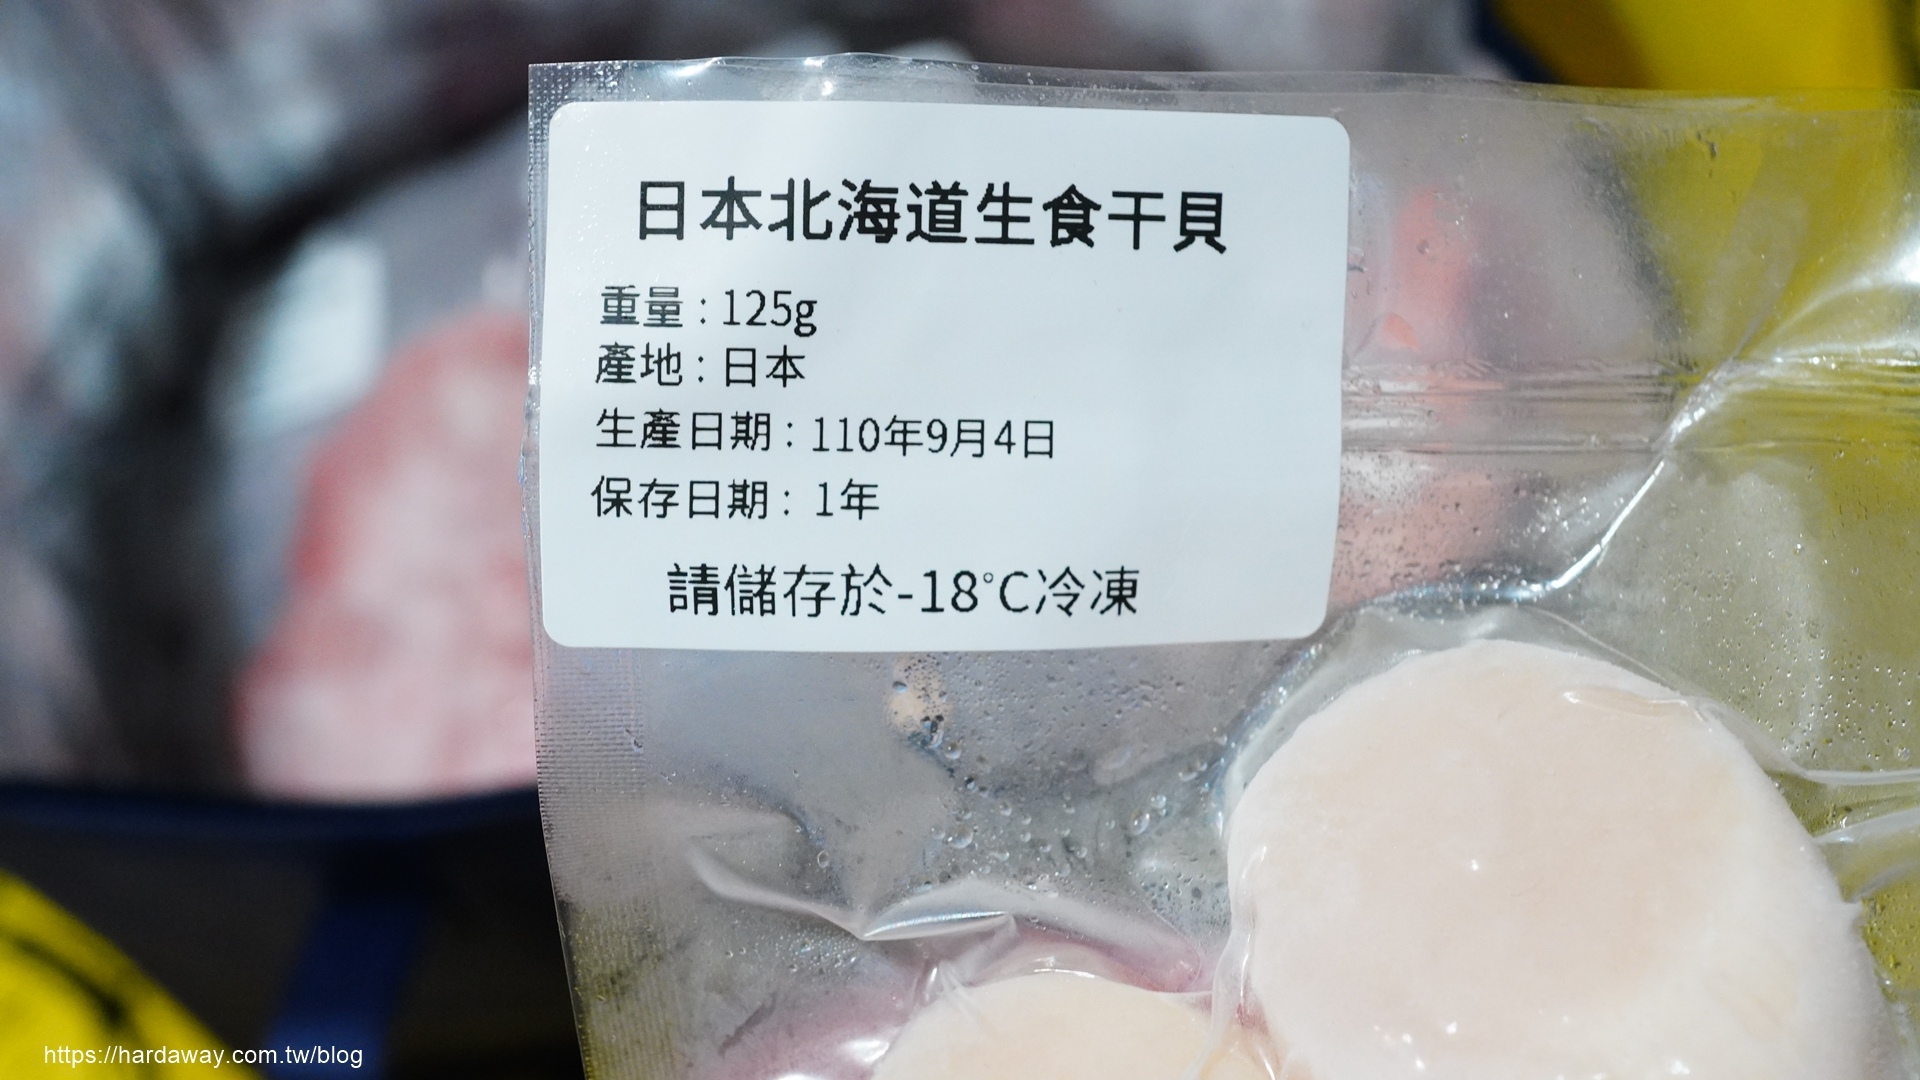 日本北海道生食干貝
重量：125g
產地：日本
生產日期：110年9月4日
保存日期：1年
請儲存於-18°C冷凍
https://hardaway.com.tw/blog